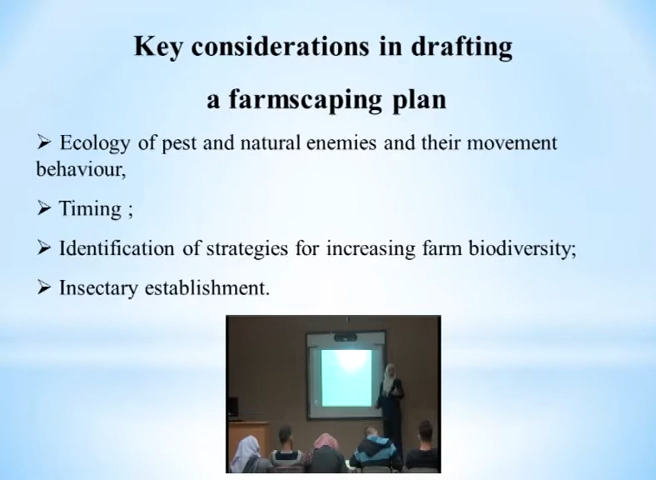 Key considerations in drafting
a farmscaping plan
➢ Ecology of pest and natural enemies and their movement
behaviour,
➢ Timing ;
➢ Identification of strategies for increasing farm biodiversity;
➢ Insectary establishment.